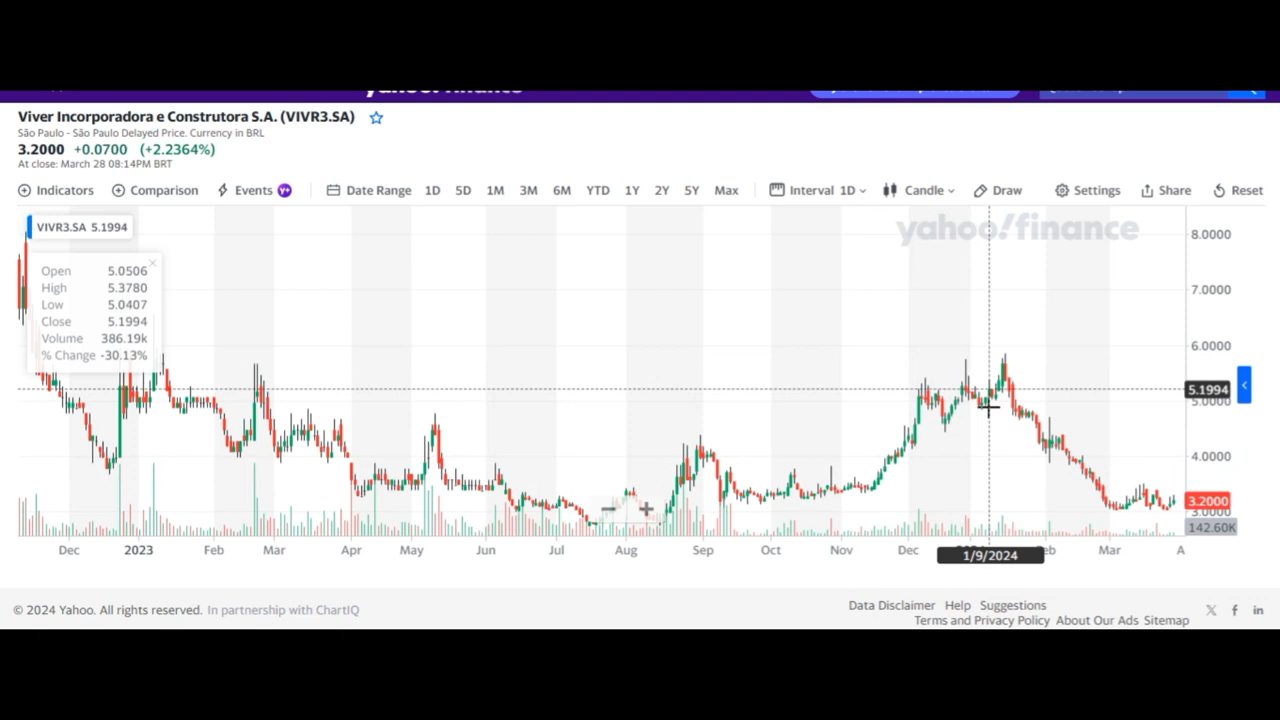 Viver Incorporadora e Construtora S.A. (VIVR3.SA)
São Paulo - São Paulo Delayed Price. Currency in BRL
3.2000 +0.0700 (+2.2364%)
At close: March 28 08:14PM BRT
Indicators Comparison Events Y+ Date Range 1D 5D 1M 3M 6M YTD 1Y 2Y 5Y Max Interval 1D Candle Draw Settings Share Reset
VIVR3.SA 5.1994
yahoo!finance
Open 5.0506
High 5.3780
Low 5.0407
Close 5.1994
Volume 386.19k
% Change -30.13%
8.0000
7.0000
6.0000
5.1994
5.0000
4.0000
3.2000
3.0000
142.60K
Dec 2023 Feb Mar Apr May Jun Jul Aug Sep Oct Nov Dec Mar A
1/9/2024
© 2024 Yahoo. All rights reserved. In partnership with ChartIQ
Data Disclaimer Help Suggestions
Terms and Privacy Policy About Our Ads Sitemap